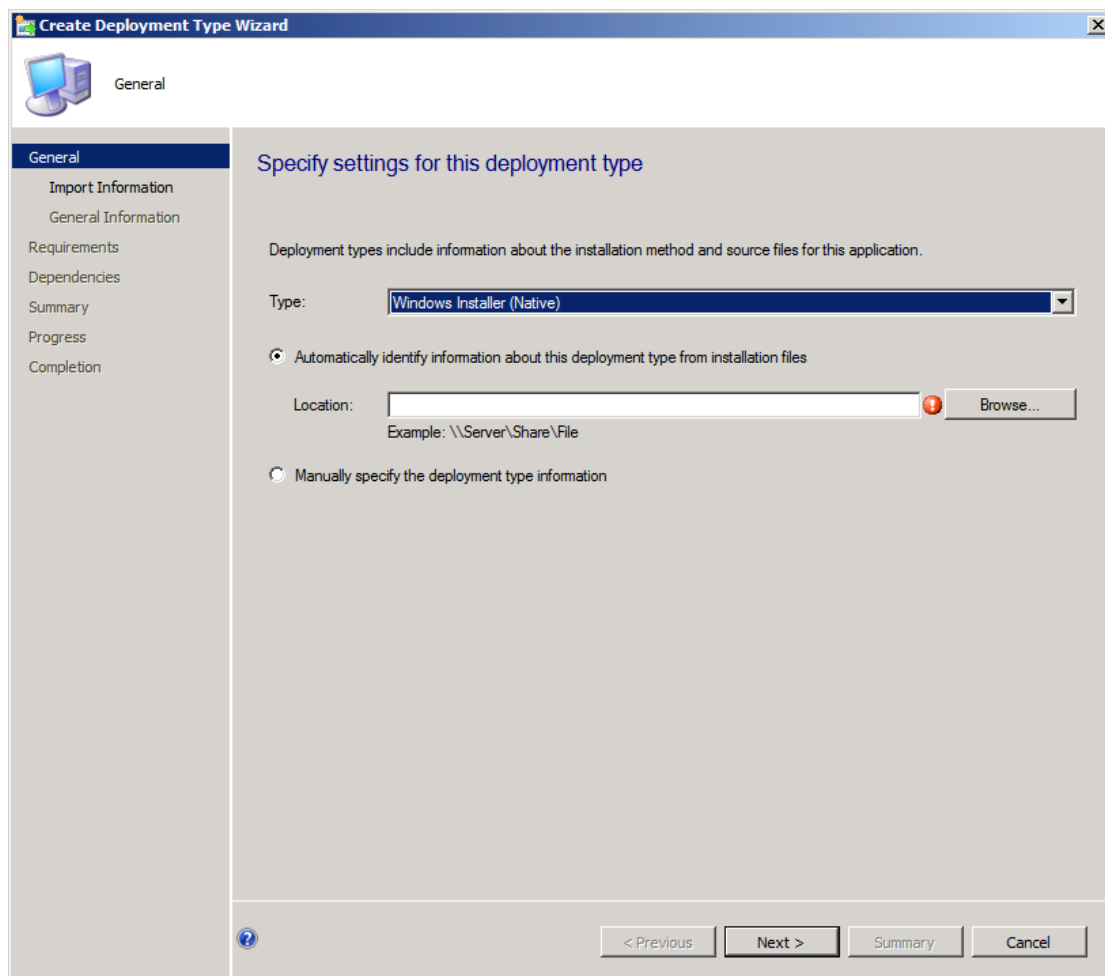 Create Deployment Type Wizard
General
General
Import Information
General Information
Requirements
Dependencies
Summary
Progress
Completion
Specify settings for this deployment type
Deployment types include information about the installation method and source files for this application.
Type: Windows Installer (Native)
Automatically identify information about this deployment type from installation files
Location: Browse...
Example: \\Server\Share\File
Manually specify the deployment type information
< Previous Next > Summary Cancel